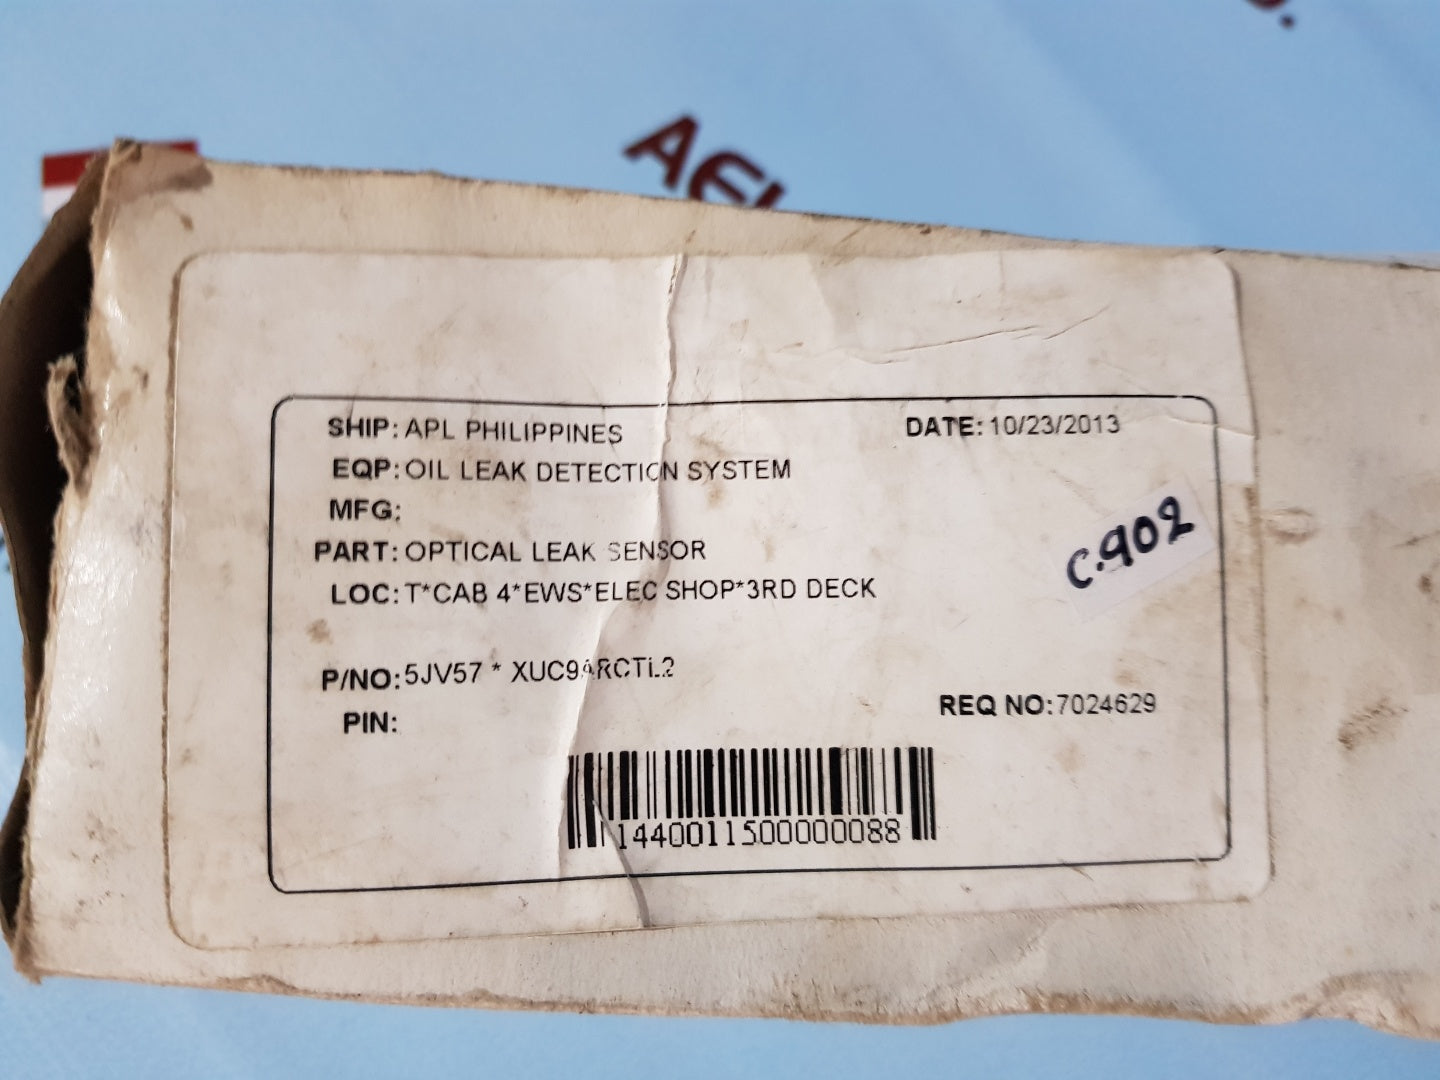 SHIP: APL PHILIPPINES
DATE: 10/23/2013
EQP: OIL LEAK DETECTION SYSTEM
MFG:
PART: OPTICAL LEAK SENSOR
C.902
LOC: T*CAB 4*EWS*ELEC SHOP*3RD DECK
P/NO: 5JV57 *
PIN:
REQ NO: 7024629
1440011500000088